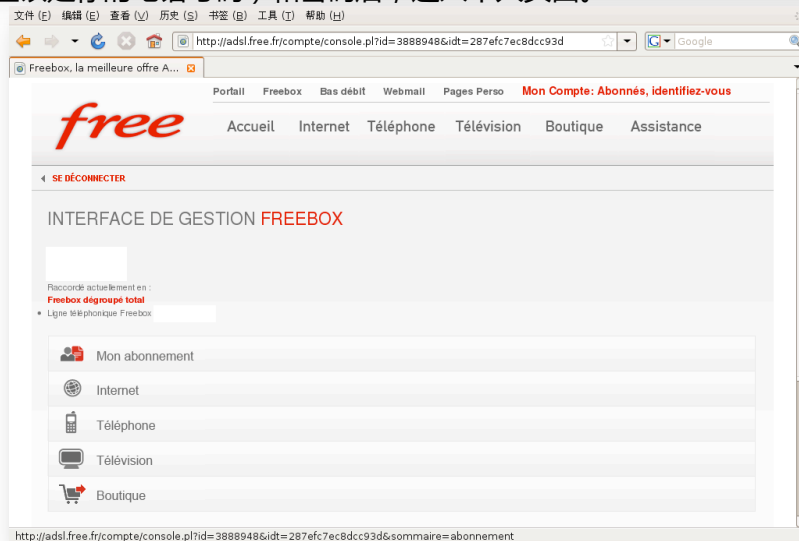 文件 (F) 编辑 (E) 查看 (V) 历史 (S) 书签 (B) 工具 (T) 帮助 (H)
http://adsl.free.fr/compte/console.pl?id=3888948&idt=287efc7ec8dcc93d Google
Freebox, la meilleure offre A...
Portail Freebox Bas débit Webmail Pages Perso Mon Compte: Abonnés, identifiez-vous
free
Accueil Internet Téléphone Télévision Boutique Assistance
SE DÉCONNECTER
INTERFACE DE GESTION FREEBOX
Raccordé actuellement en :
Freebox dégroupé total
Ligne téléphonique Freebox
Mon abonnement
Internet
Téléphone
Télévision
Boutique
http://adsl.free.fr/compte/console.pl?id=3888948&idt=287efc7ec8dcc93d&sommaire=abonnement